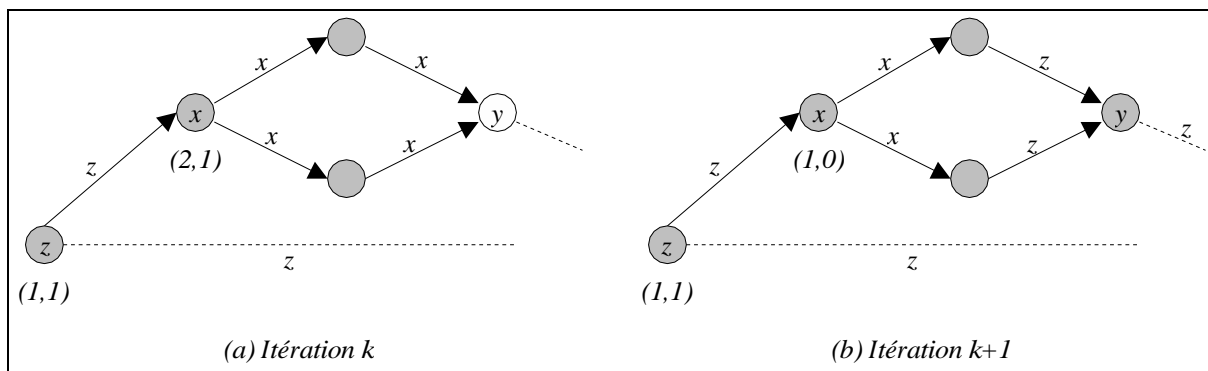 x
x
x
y
(2,1)
x
x
z
z
z
(1,1)
(a) Itération k
x
z
x
y
z
(1,0)
x
z
z
z
z
(1,1)
(b) Itération k+1